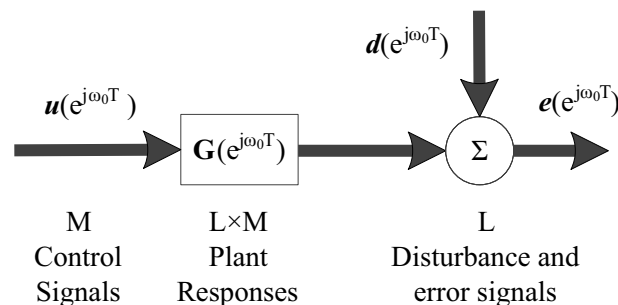 d(e^jω₀T)
u(e^jω₀T )
e(e^jω₀T)
G(e^jω₀T)
Σ
M
Control
Signals
L×M
Plant
Responses
L
Disturbance and
error signals